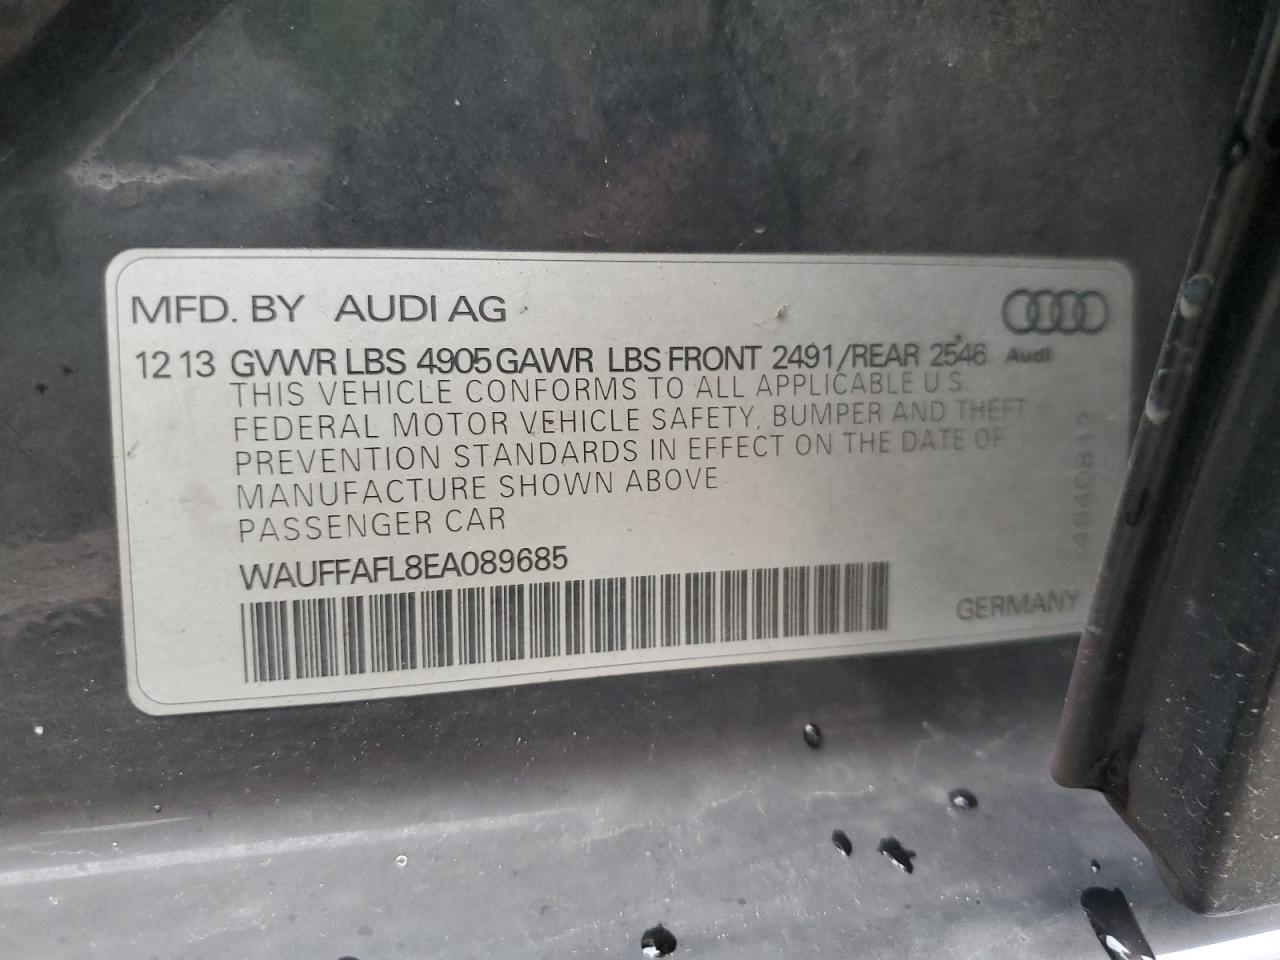 MFD. BY AUDI AG
12 13 GVWR LBS 4905 GAWR LBS FRONT 2491/REAR 2546
Audi
THIS VEHICLE CONFORMS TO ALL APPLICABLE U S
FEDERAL MOTOR VEHICLE SAFETY, BUMPER AND THEFT
PREVENTION STANDARDS IN EFFECT ON THE DATE OF
MANUFACTURE SHOWN ABOVE
PASSENGER CAR
WAUFFAFL8EA089685
GERMANY